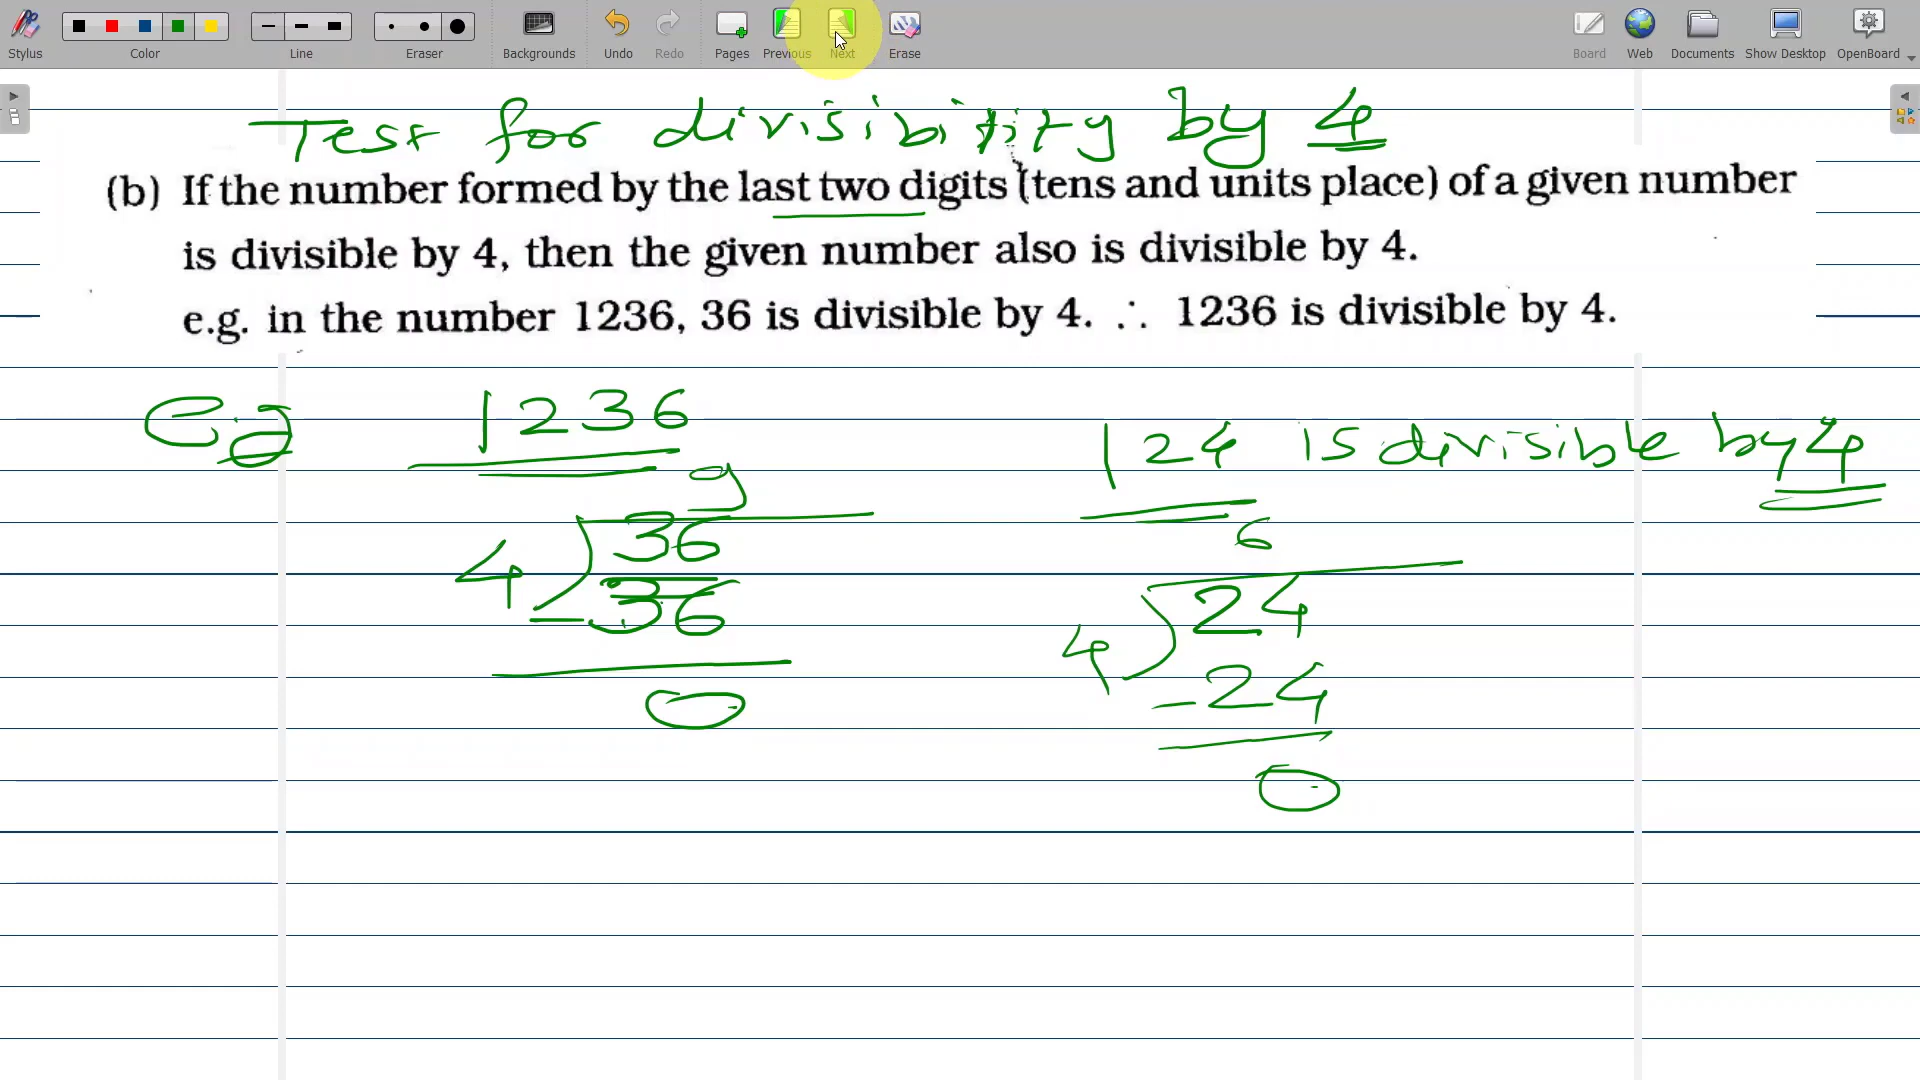 Stylus
Color
Line
Eraser
Backgrounds
Undo
Redo
Pages
Previous
Next
Erase
Board
Web
Documents
Show Desktop
OpenBoard
Test for divisibitity by 4
(b) If the number formed by the last two digits (tens and units place) of a given number
is divisible by 4, then the given number also is divisible by 4.
e.g. in the number 1236, 36 is divisible by 4. ∴ 1236 is divisible by 4.
e.g 1236
9
4 36
- 36
0
124 is divisible by 4
6
4 24
- 24
0